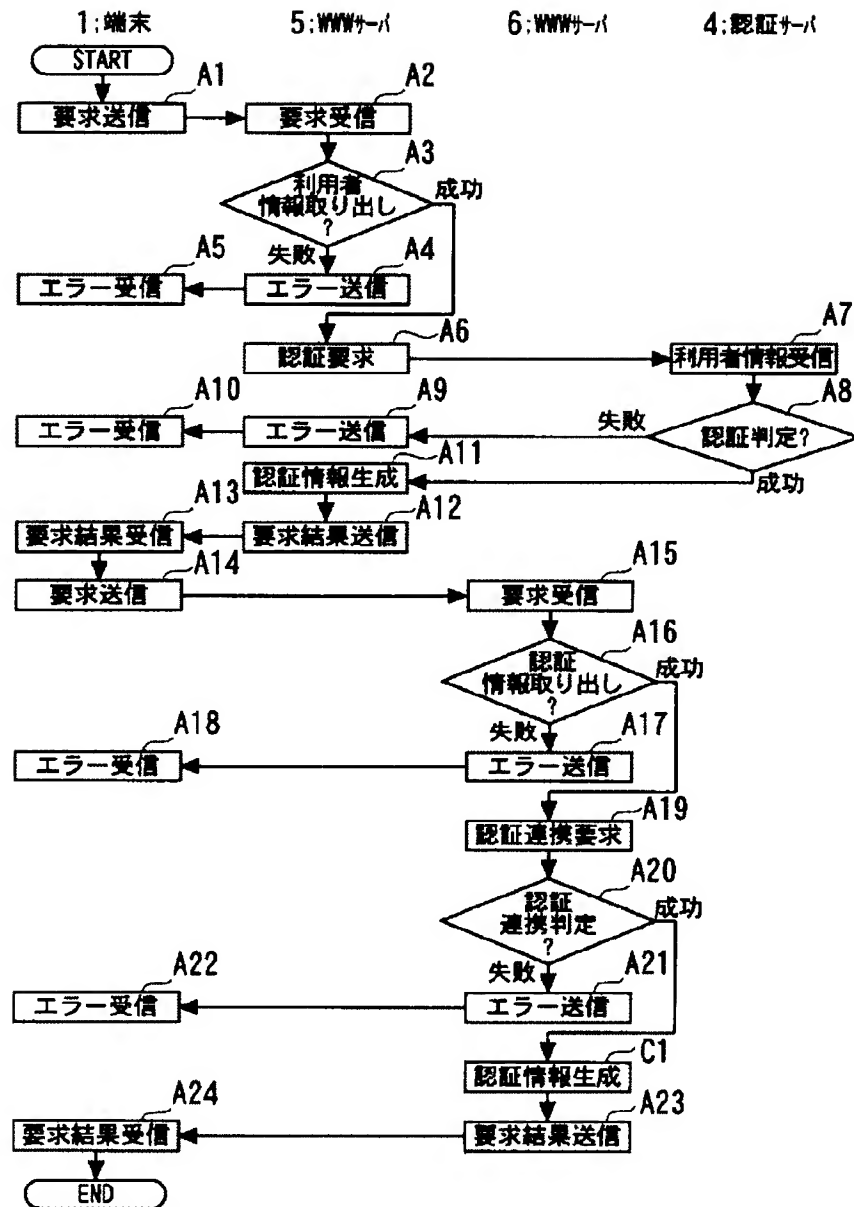 1;端末 5;WWWサーバ 6;WWWサーバ 4;認証サーバ
START
A1 A2
要求送信 要求受信
A3
利用者
情報取り出し
?
成功
失敗
A5 A4
エラー受信 エラー送信
A6 A7
認証要求 利用者情報受信
A8
A10 A9
エラー受信 エラー送信 失敗 認証判定?
A11
認証情報生成 成功
A13 A12
要求結果受信 要求結果送信
A14 A15
要求送信 要求受信
A16
認証
情報取り出し
?
成功
失敗
A18 A17
エラー受信 エラー送信
A19
認証連携要求
A20
認証
連携判定
?
成功
失敗
A22 A21
エラー受信 エラー送信
C1
認証情報生成
A24 A23
要求結果受信 要求結果送信
END